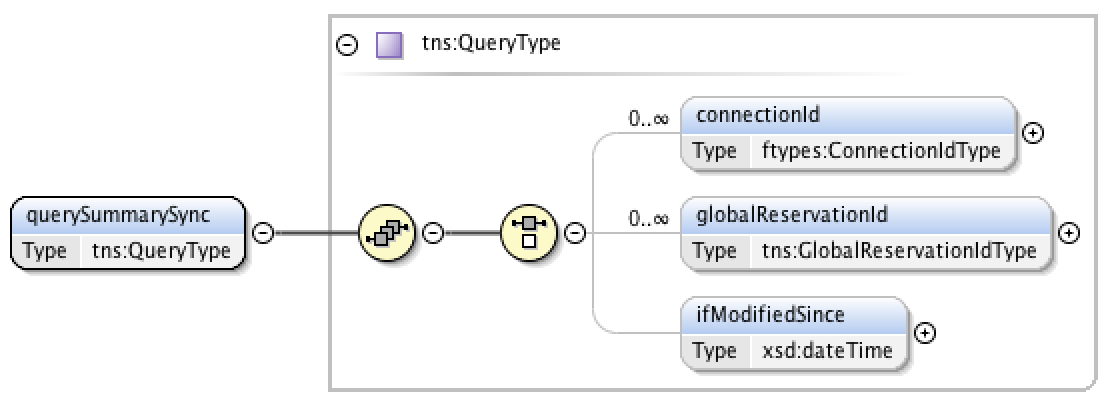 tns:QueryType
0..∞
connectionId
Type ftypes:ConnectionIdType
querySummarySync
Type tns:QueryType
0..∞
globalReservationId
Type tns:GlobalReservationIdType
ifModifiedSince
Type xsd:dateTime